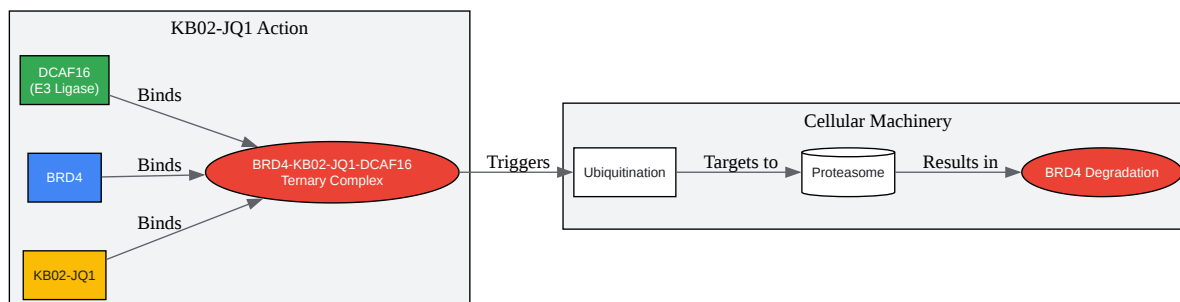 KB02-JQ1 Action
DCAF16
(E3 Ligase)
Binds
BRD4
Binds
KB02-JQ1
Binds
BRD4-KB02-JQ1-DCAF16
Ternary Complex
Triggers
Cellular Machinery
Ubiquitination
Targets to
Proteasome
Results in
BRD4 Degradation